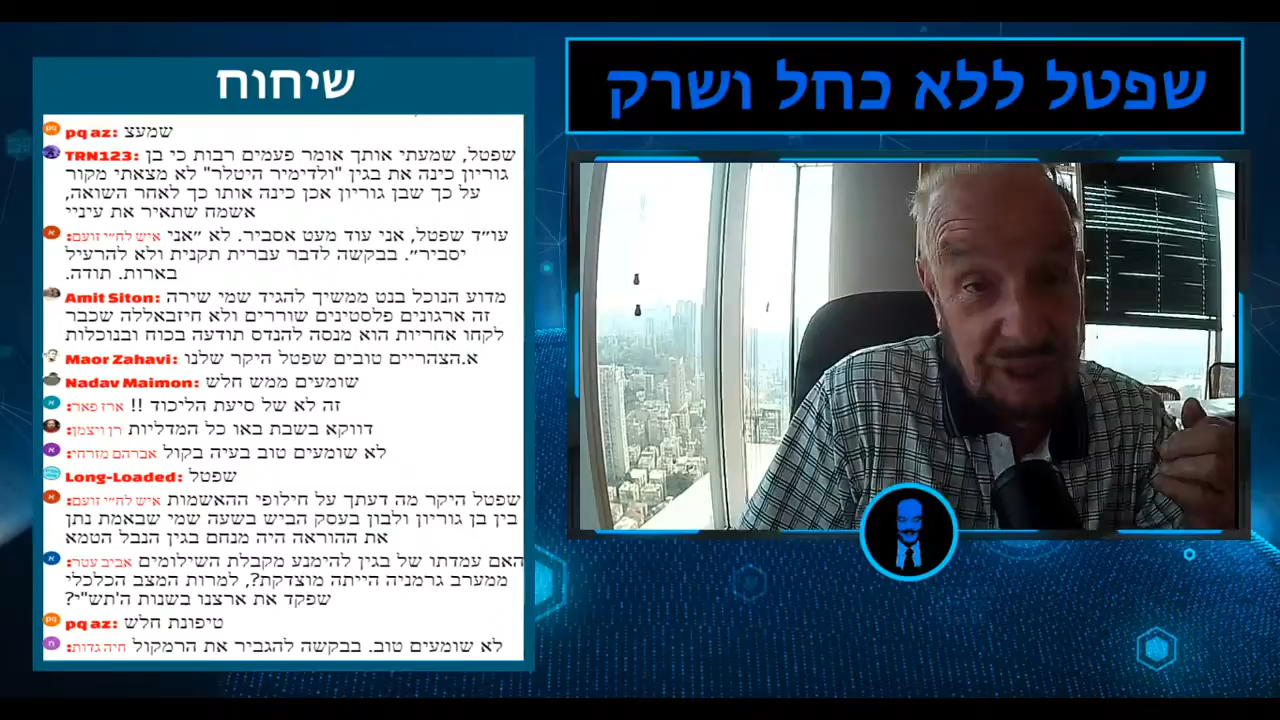 שיחוח
שפטל ללא כחל ושרק
pq az: שמעצ
TRN123: שפטל, שמעתי אותך אומר פעמים רבות כי בן
גוריון כינה את בגין "ולדימיר היטלר" לא מצאתי מקור
על כך שבן גוריון אכן כינה אותו כך לאחר השואה,
אשמח שתאיר את עיניי
איש לח״י זועם: עו״ד שפטל, אני עוד מעט אסביר. לא ״אני
יסביר״. בבקשה לדבר עברית תקנית ולא להרעיל
בארות. תודה.
Amit Siton: מדוע הנוכל בנט ממשיך להגיד שמי שירה
זה ארגונים פלסטינים שוררים ולא חיזבאללה שכבר
לקחו אחריות הוא מנסה להנדס תודעה בכוח ובנוכלות
Maor Zahavi: א.הצהריים טובים שפטל היקר שלנו
Nadav Maimon: שומעים ממש חלש
ארז פאר: זה לא של סיעת הליכוד !!
רן ויצמן: דווקא בשבת באו כל המדליות
אברהם מזרחי: לא שומעים טוב בעיה בקול
Long-Loaded: שפטל
איש לח״י זועם: שפטל היקר מה דעתך על חילופי ההאשמות
בין בן גוריון ולבון בעסק הביש בשעה שמי שבאמת נתן
את ההוראה היה מנחם בגין הנבל הטמא
אביב עטר: האם עמדתו של בגין להימנע מקבלת השילומים
ממערב גרמניה הייתה מוצדקת?, למרות המצב הכלכלי
שפקד את ארצנו בשנות ה'תש"י?
pq az: טיפונת חלש
חיה גדות: לא שומעים טוב. בבקשה להגביר את הרמקול